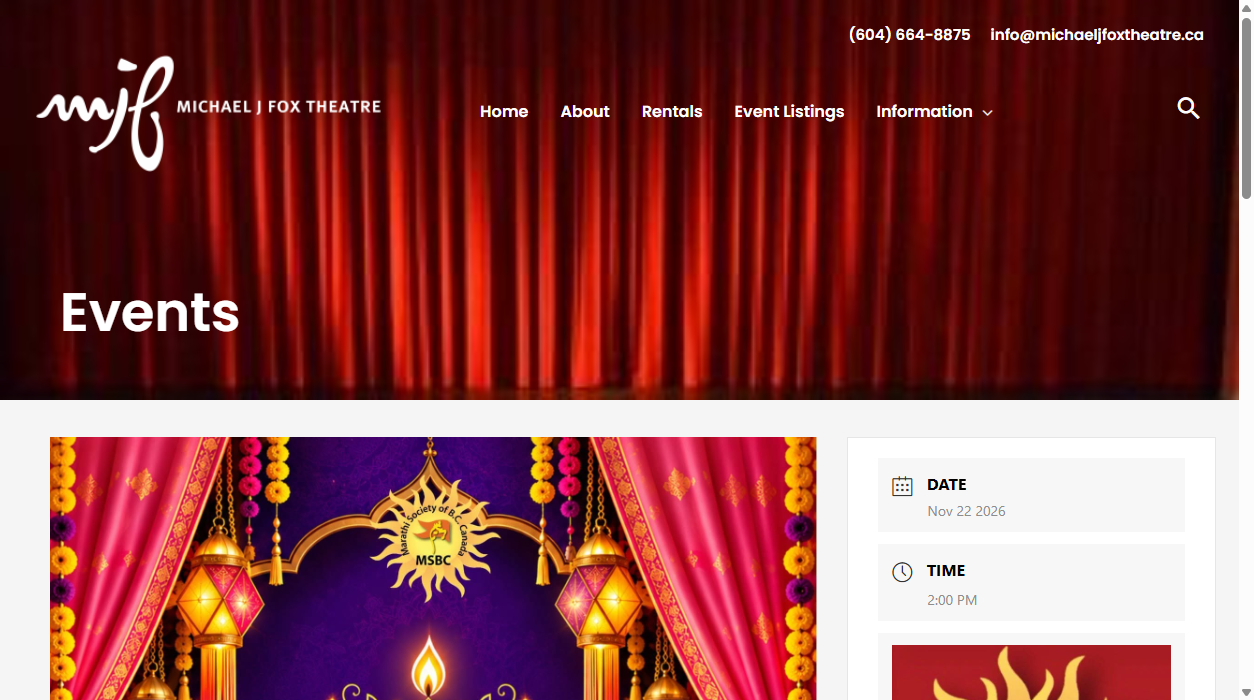 (604) 664-8875 info@michaeljfoxtheatre.ca
mjf MICHAEL J FOX THEATRE
Home About Rentals Event Listings Information
Events
Marathi Society of B.C. Canada
MSBC
DATE
Nov 22 2026
TIME
2:00 PM